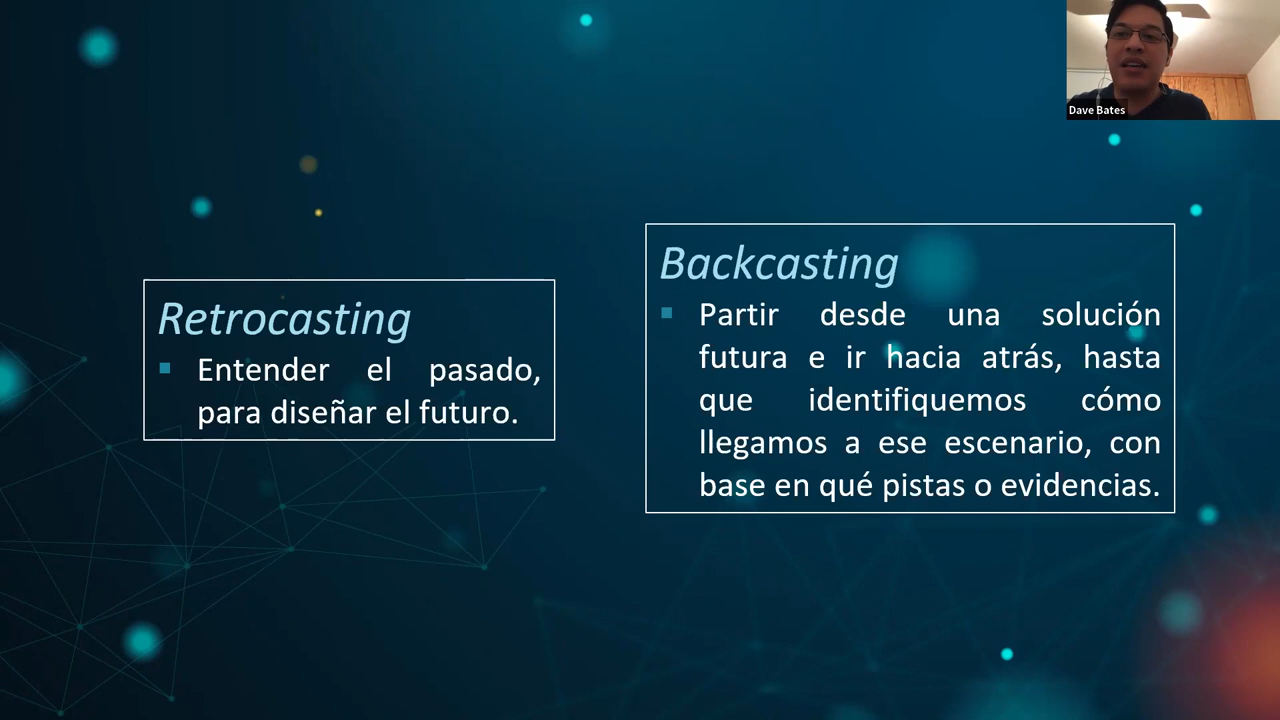 Dave Bates
Retrocasting
Entender el pasado,
para diseñar el futuro.
Backcasting
Partir desde una solución
futura e ir hacia atrás, hasta
que identifiquemos cómo
llegamos a ese escenario, con
base en qué pistas o evidencias.